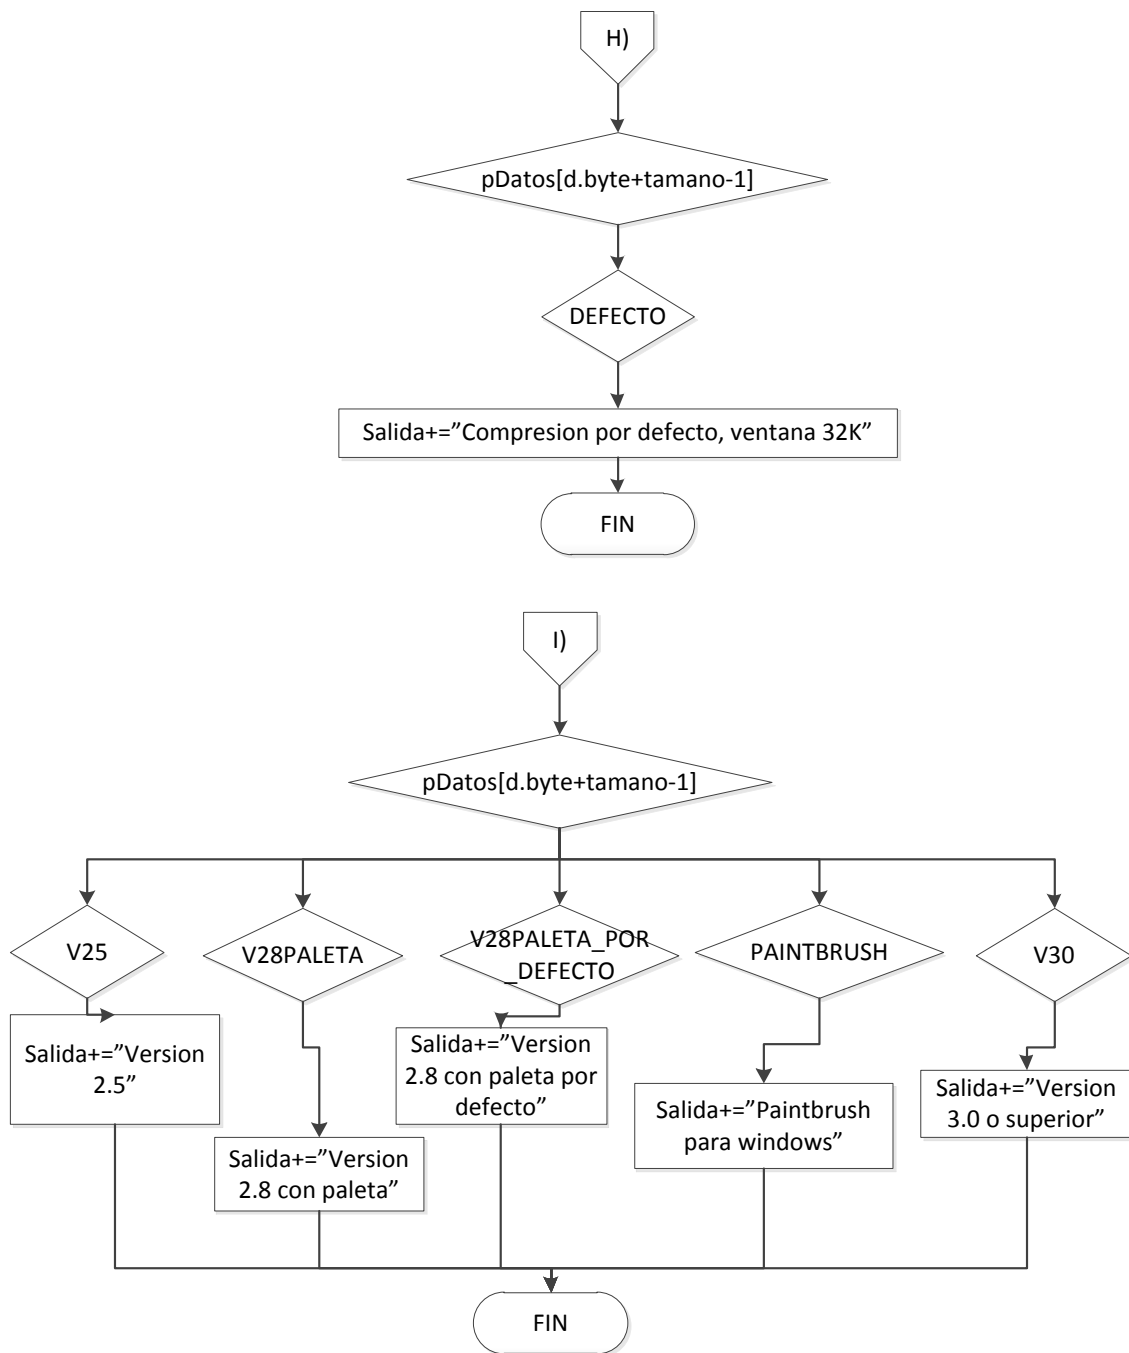 H)
pDatos[d.byte+tamano-1]
DEFECTO
Salida+=”Compresion por defecto, ventana 32K”
FIN
I)
pDatos[d.byte+tamano-1]
V25
V28PALETA
V28PALETA_POR
_DEFECTO
PAINTBRUSH
V30
Salida+=”Version
2.5”
Salida+=”Version
2.8 con paleta”
Salida+=”Version
2.8 con paleta por
defecto”
Salida+=”Paintbrush
para windows”
Salida+=”Version
3.0 o superior”
FIN